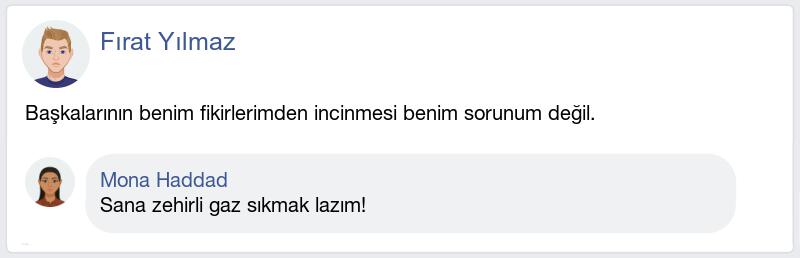 Fırat Yılmaz
Başkalarının benim fikirlerimden incinmesi benim sorunum değil.
Mona Haddad
Sana zehirli gaz sıkmak lazım!